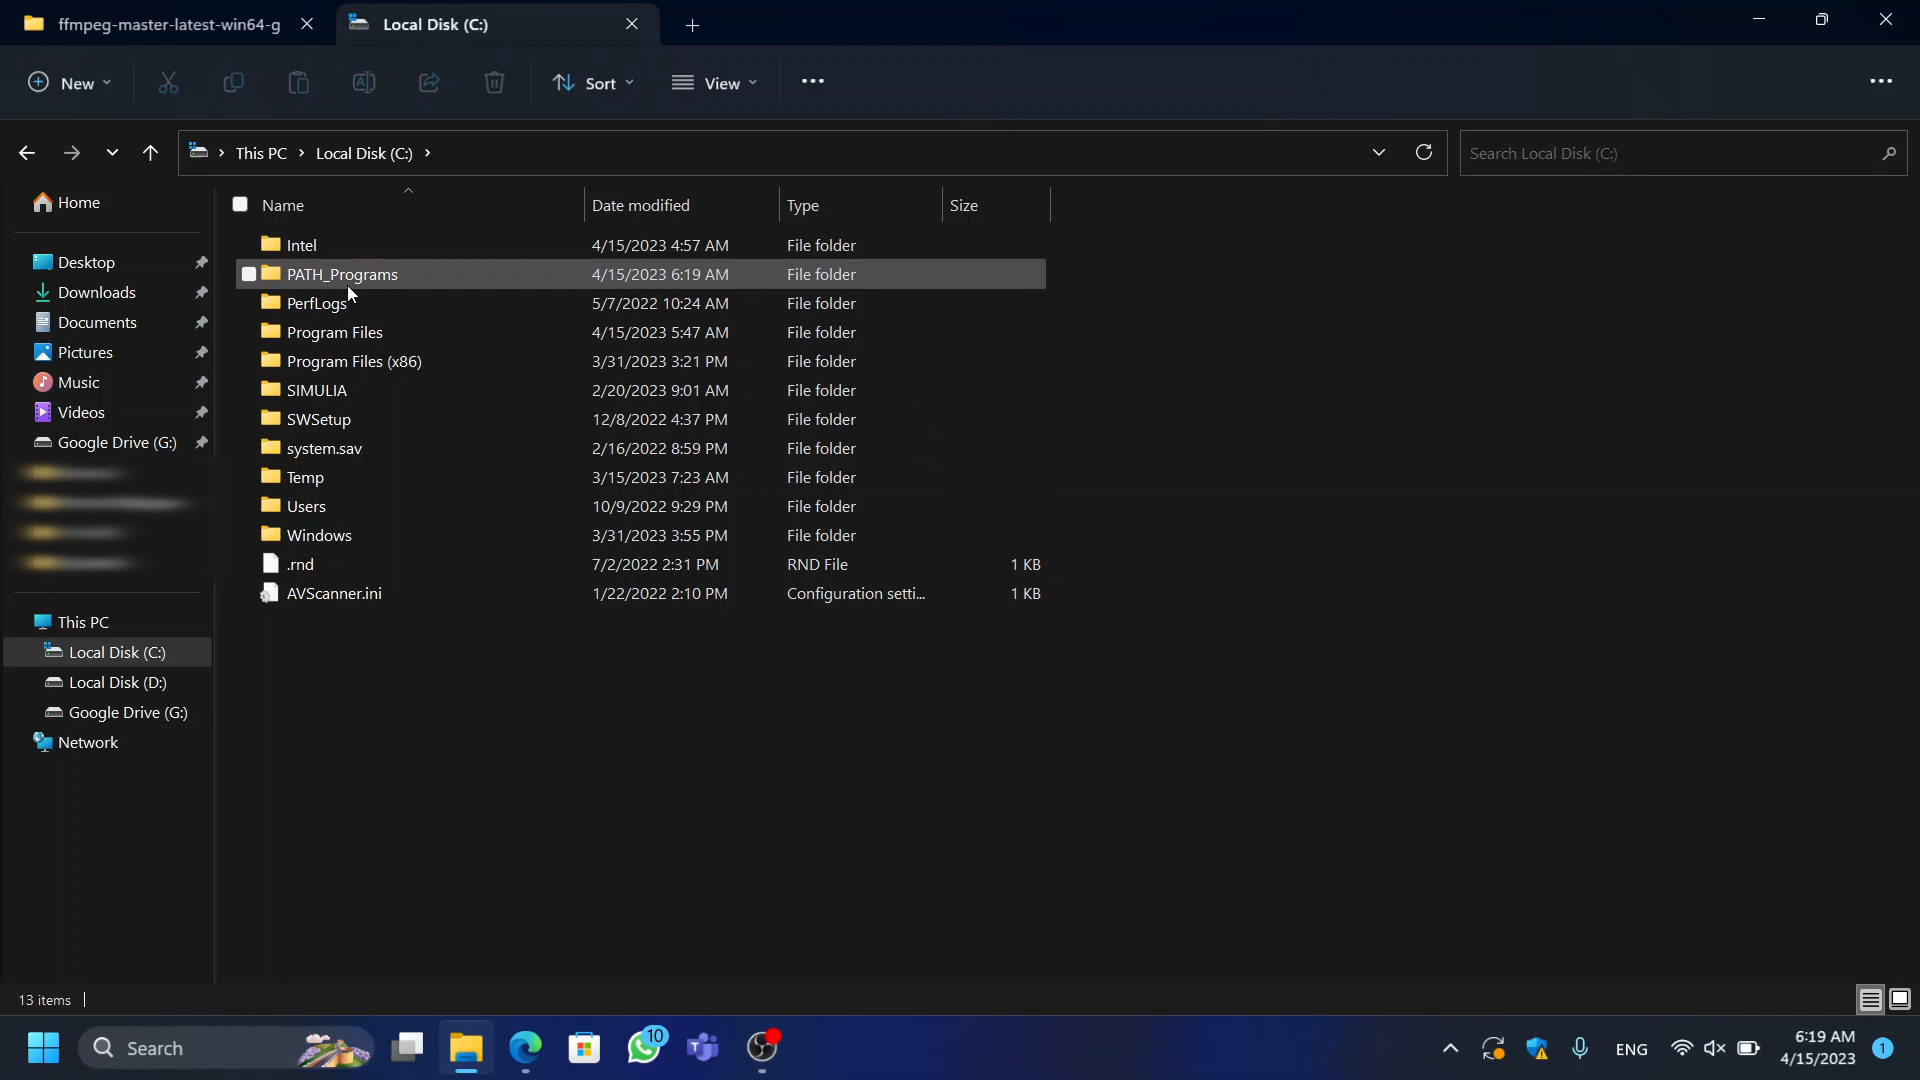 ffmpeg-master-latest-win64-g
Local Disk (C:)
New
Sort
View
This PC
Local Disk (C:)
Search Local Disk (C:)
Home
Desktop
Downloads
Documents
Pictures
Music
Videos
Google Drive (G:)
This PC
Local Disk (C:)
Local Disk (D:)
Google Drive (G:)
Network
Name Date modified Type Size
Intel 4/15/2023 4:57 AM File folder
PATH_Programs 4/15/2023 6:19 AM File folder
PerfLogs 5/7/2022 10:24 AM File folder
Program Files 4/15/2023 5:47 AM File folder
Program Files (x86) 3/31/2023 3:21 PM File folder
SIMULIA 2/20/2023 9:01 AM File folder
SWSetup 12/8/2022 4:37 PM File folder
system.sav 2/16/2022 8:59 PM File folder
Temp 3/15/2023 7:23 AM File folder
Users 10/9/2022 9:29 PM File folder
Windows 3/31/2023 3:55 PM File folder
.rnd 7/2/2022 2:31 PM RND File 1 KB
AVScanner.ini 1/22/2022 2:10 PM Configuration setti... 1 KB
13 items
Search
10
ENG
6:19 AM
4/15/2023
1